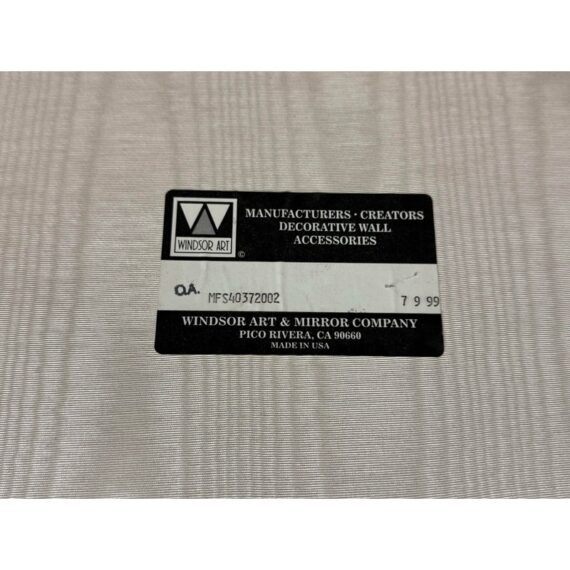 WINDSOR ART
©
MANUFACTURERS · CREATORS
DECORATIVE WALL
ACCESSORIES
QA. MFS40372002 7 9 99
WINDSOR ART & MIRROR COMPANY
PICO RIVERA, CA 90660
MADE IN USA